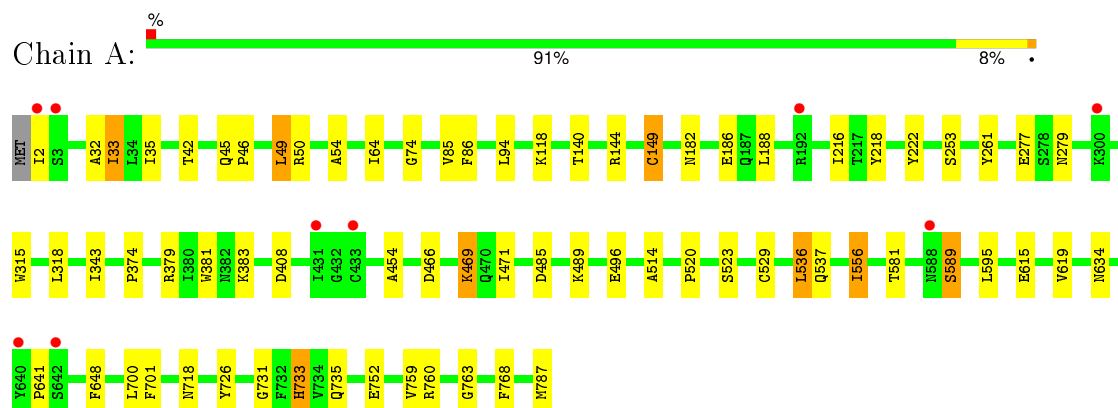 %
Chain A:
91%
8%
•
MET I2 S3 A32 I33 L34 I35 T42 Q45 P46 L49 R50 A54 I64 G74 V85 F86 L94 K118 T140 R144 C149 N182 E186 Q187 L188 R192 I216 T217 Y218 Y222 S253 Y261 E277 S278 N279 K300
W315 L318 I343 P374 R379 I380 W381 N382 K383 D408 I431 G432 C433 A454 D466 K469 Q470 I471 D485 K489 E496 A514 P520 S523 C529 L536 Q537 I556 T581 N588 S589 L595 E615 V619 N634
Y640 P641 S642 F648 L700 F701 N718 Y726 G731 F732 H733 V734 Q735 E752 V759 R760 G763 F768 M787